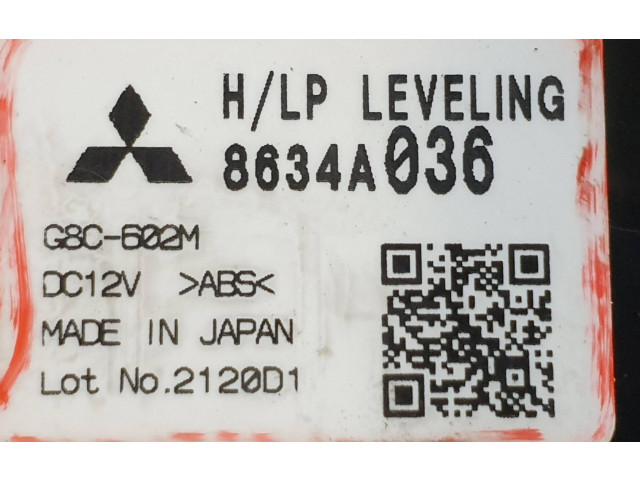 H/LP LEVELING
8634A036
G8C-602M
DC12V >ABS<
MADE IN JAPAN
Lot No.2120D1